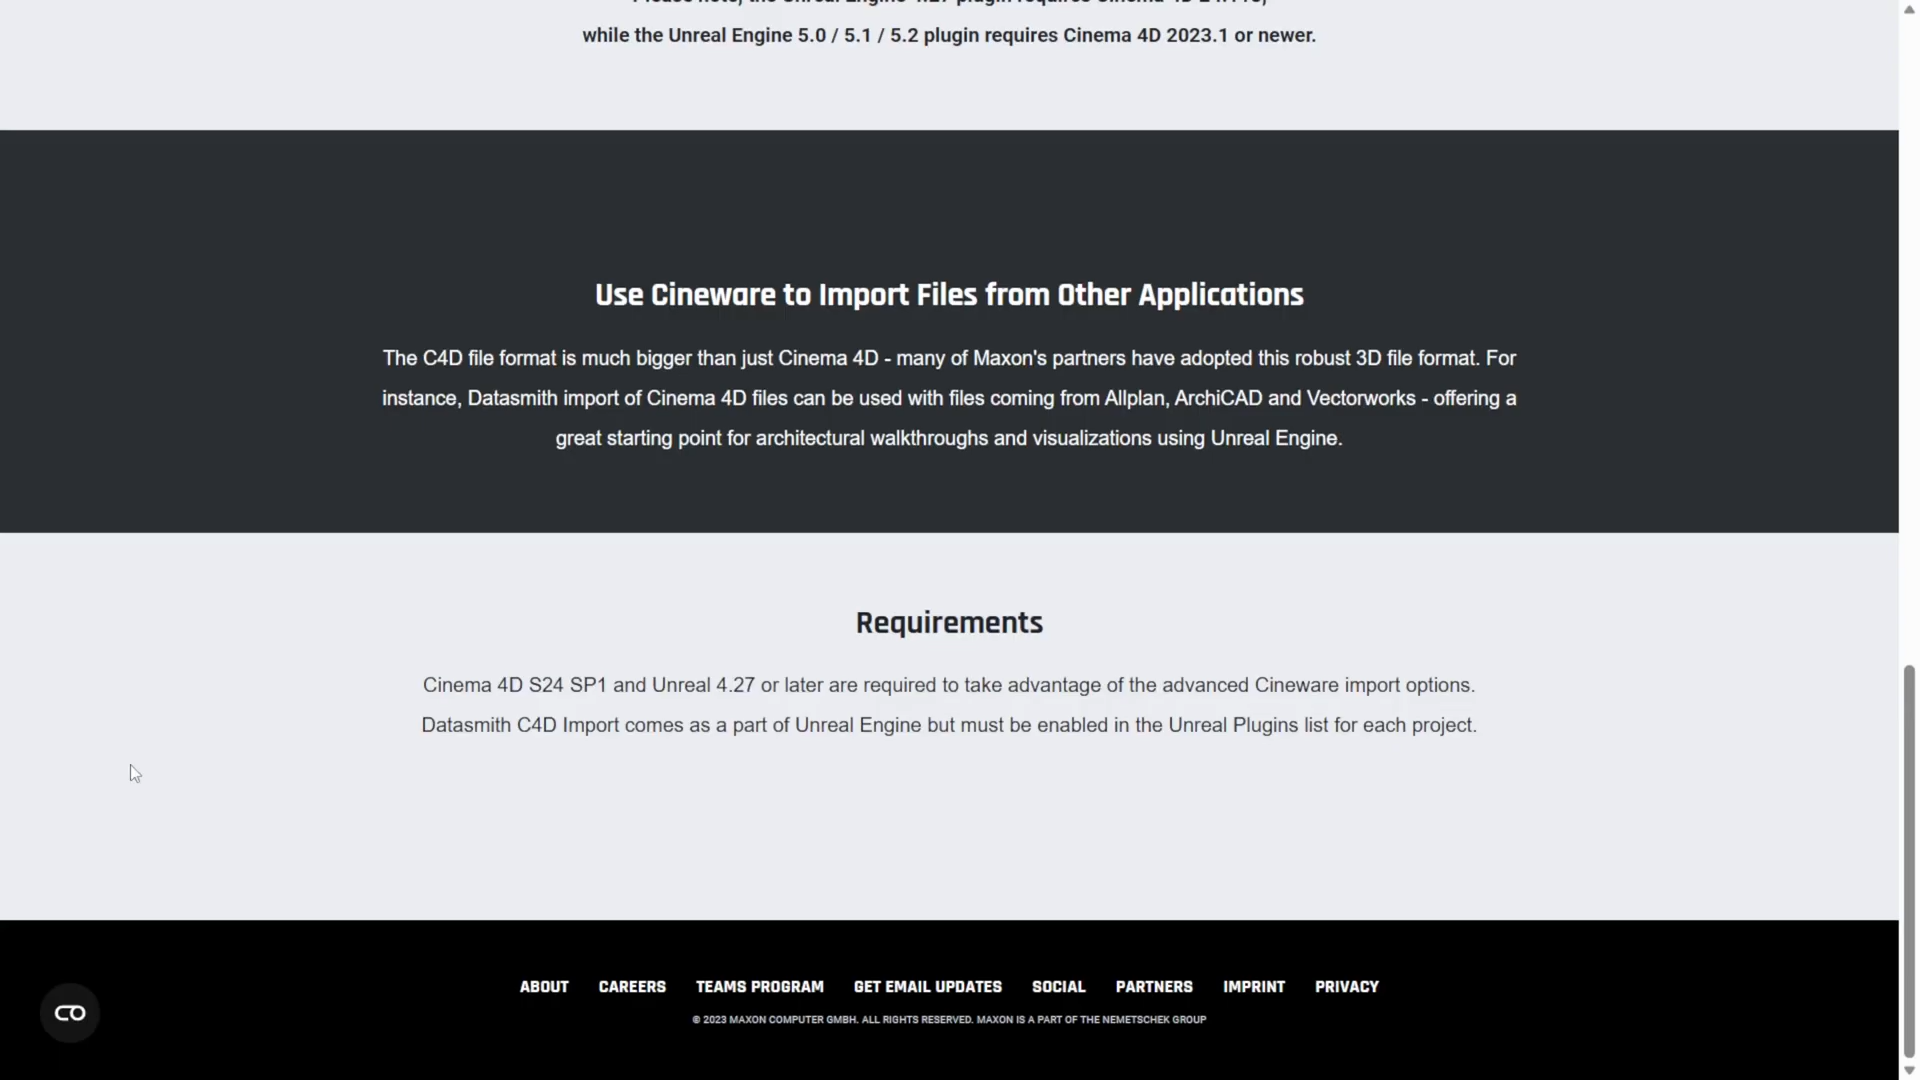 while the Unreal Engine 5.0 / 5.1 / 5.2 plugin requires Cinema 4D 2023.1 or newer.
Use Cineware to Import Files from Other Applications
The C4D file format is much bigger than just Cinema 4D - many of Maxon's partners have adopted this robust 3D file format. For
instance, Datasmith import of Cinema 4D files can be used with files coming from Allplan, ArchiCAD and Vectorworks - offering a
great starting point for architectural walkthroughs and visualizations using Unreal Engine.
Requirements
Cinema 4D S24 SP1 and Unreal 4.27 or later are required to take advantage of the advanced Cineware import options.
Datasmith C4D Import comes as a part of Unreal Engine but must be enabled in the Unreal Plugins list for each project.
ABOUT CAREERS TEAMS PROGRAM GET EMAIL UPDATES SOCIAL PARTNERS IMPRINT PRIVACY
© 2023 MAXON COMPUTER GMBH. ALL RIGHTS RESERVED. MAXON IS A PART OF THE NEMETSCHEK GROUP